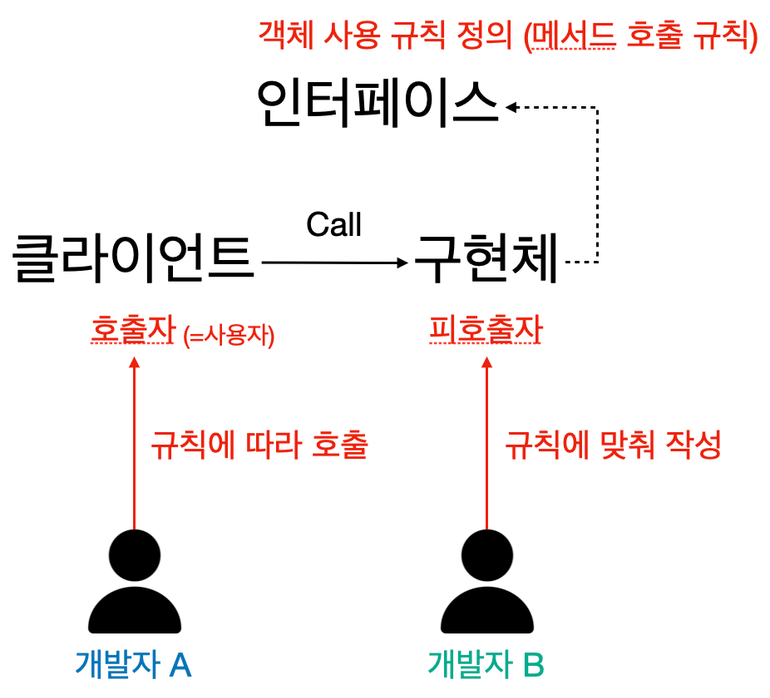 객체 사용 규칙 정의 (메서드 호출 규칙)
인터페이스
Call
클라이언트
구현체
호출자 (=사용자)
피호출자
규칙에 따라 호출
규칙에 맞춰 작성
개발자 A
개발자 B